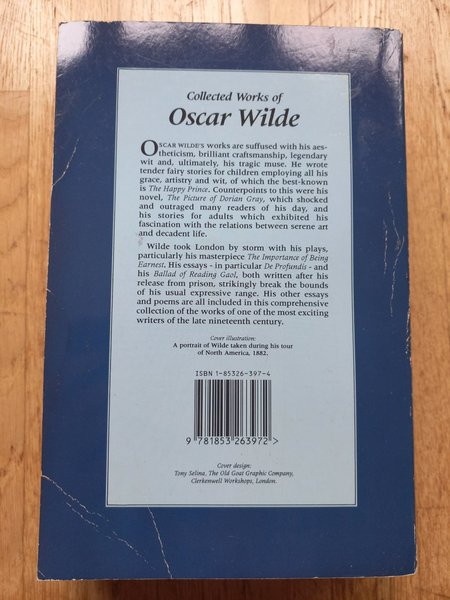 Collected Works of
Oscar Wilde
OSCAR WILDE'S works are suffused with his aes-
theticism, brilliant craftsmanship, legendary
wit and, ultimately, his tragic muse. He wrote
tender fairy stories for children employing all his
grace, artistry and wit, of which the best-known
is The Happy Prince. Counterpoints to this were his
novel, The Picture of Dorian Gray, which shocked
and outraged many readers of his day, and
his stories for adults which exhibited his
fascination with the relations between serene art
and decadent life.
Wilde took London by storm with his plays,
particularly his masterpiece The Importance of Being
Earnest. His essays - in particular De Profundis - and
his Ballad of Reading Gaol, both written after his
release from prison, strikingly break the bounds
of his usual expressive range. His other essays
and poems are all included in this comprehensive
collection of the works of one of the most exciting
writers of the late nineteenth century.
Cover illustration:
A portrait of Wilde taken during his tour
of North America, 1882.
ISBN 1-85326-397-4
9 781853 263972 >
Cover design:
Tony Selina, The Old Goat Graphic Company,
Clerkenwell Workshops, London.